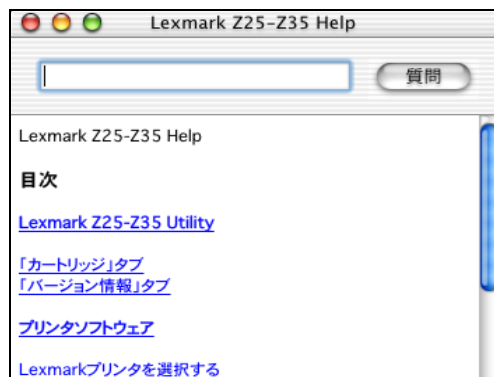 Lexmark Z25-Z35 Help
質問
Lexmark Z25-Z35 Help
目次
Lexmark Z25-Z35 Utility
「カートリッジ」タブ
「バージョン情報」タブ
プリンタソフトウェア
Lexmarkプリンタを選択する